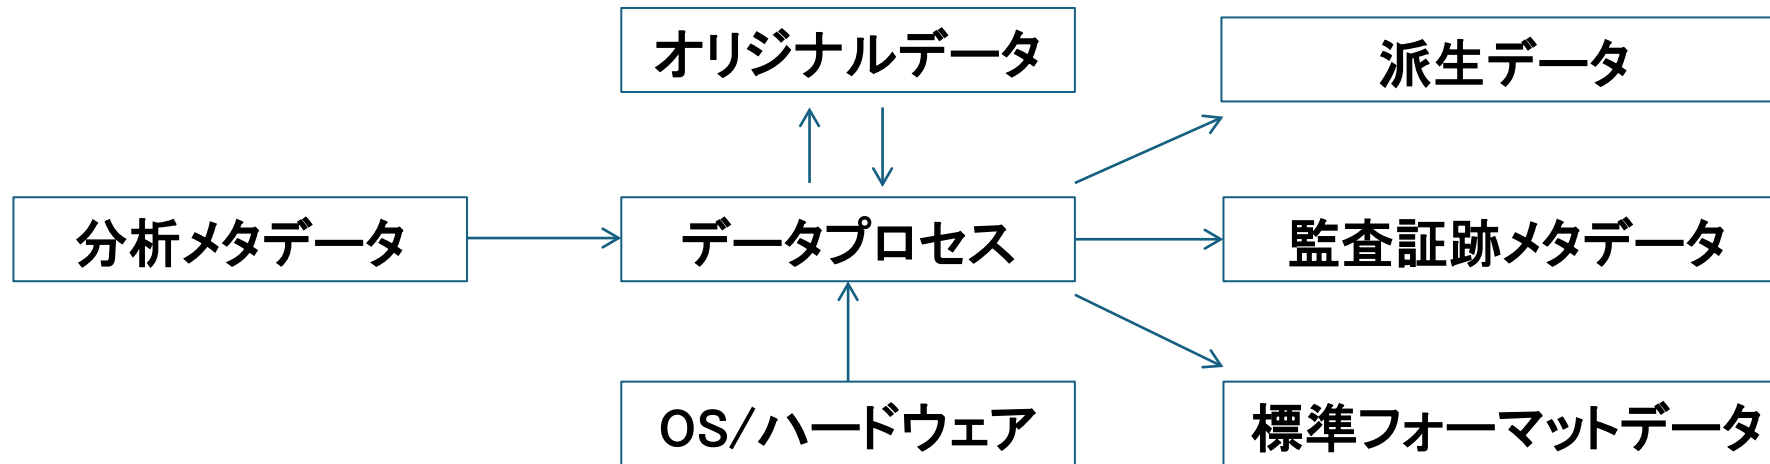 オリジナルデータ
派生データ
分析メタデータ
データプロセス
監査証跡メタデータ
OS/ハードウェア
標準フォーマットデータ